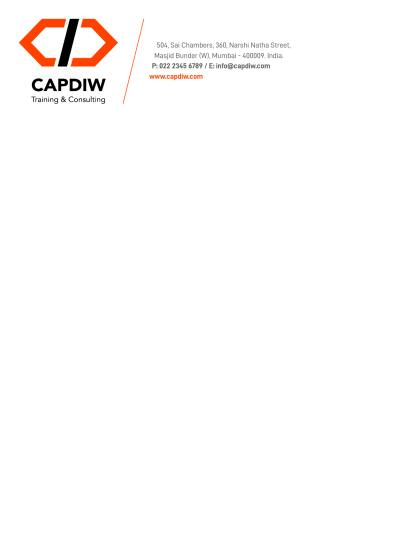 CAPDIW
Training & Consulting
504, Sai Chambers, 360, Narshi Natha Street,
Masjid Bunder (W), Mumbai - 400009. India.
P: 022 2345 6789 / E: info@capdiw.com
www.capdiw.com